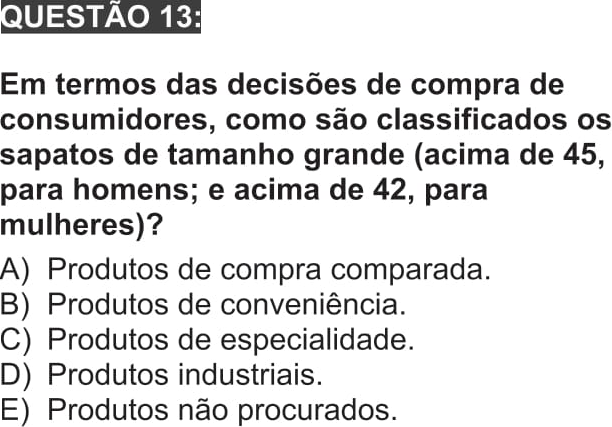 QUESTÃO 13:
Em termos das decisões de compra de
consumidores, como são classificados os
sapatos de tamanho grande (acima de 45,
para homens; e acima de 42, para
mulheres)?
A) Produtos de compra comparada.
B) Produtos de conveniência.
C) Produtos de especialidade.
D) Produtos industriais.
E) Produtos não procurados.